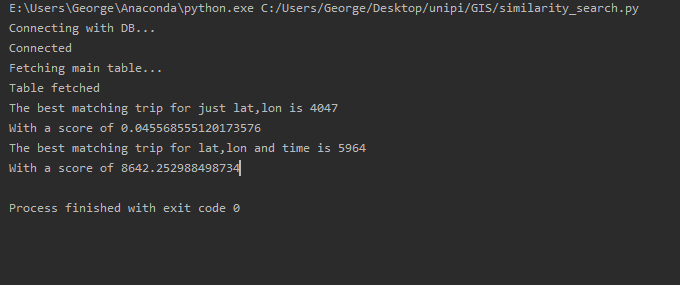 E:\Users\George\Anaconda\python.exe C:/Users/George/Desktop/unipi/GIS/similarity_search.py
Connecting with DB...
Connected
Fetching main table...
Table fetched
The best matching trip for just lat,lon is 4047
With a score of 0.045568555120173576
The best matching trip for lat,lon and time is 5964
With a score of 8642.252988498734
Process finished with exit code 0